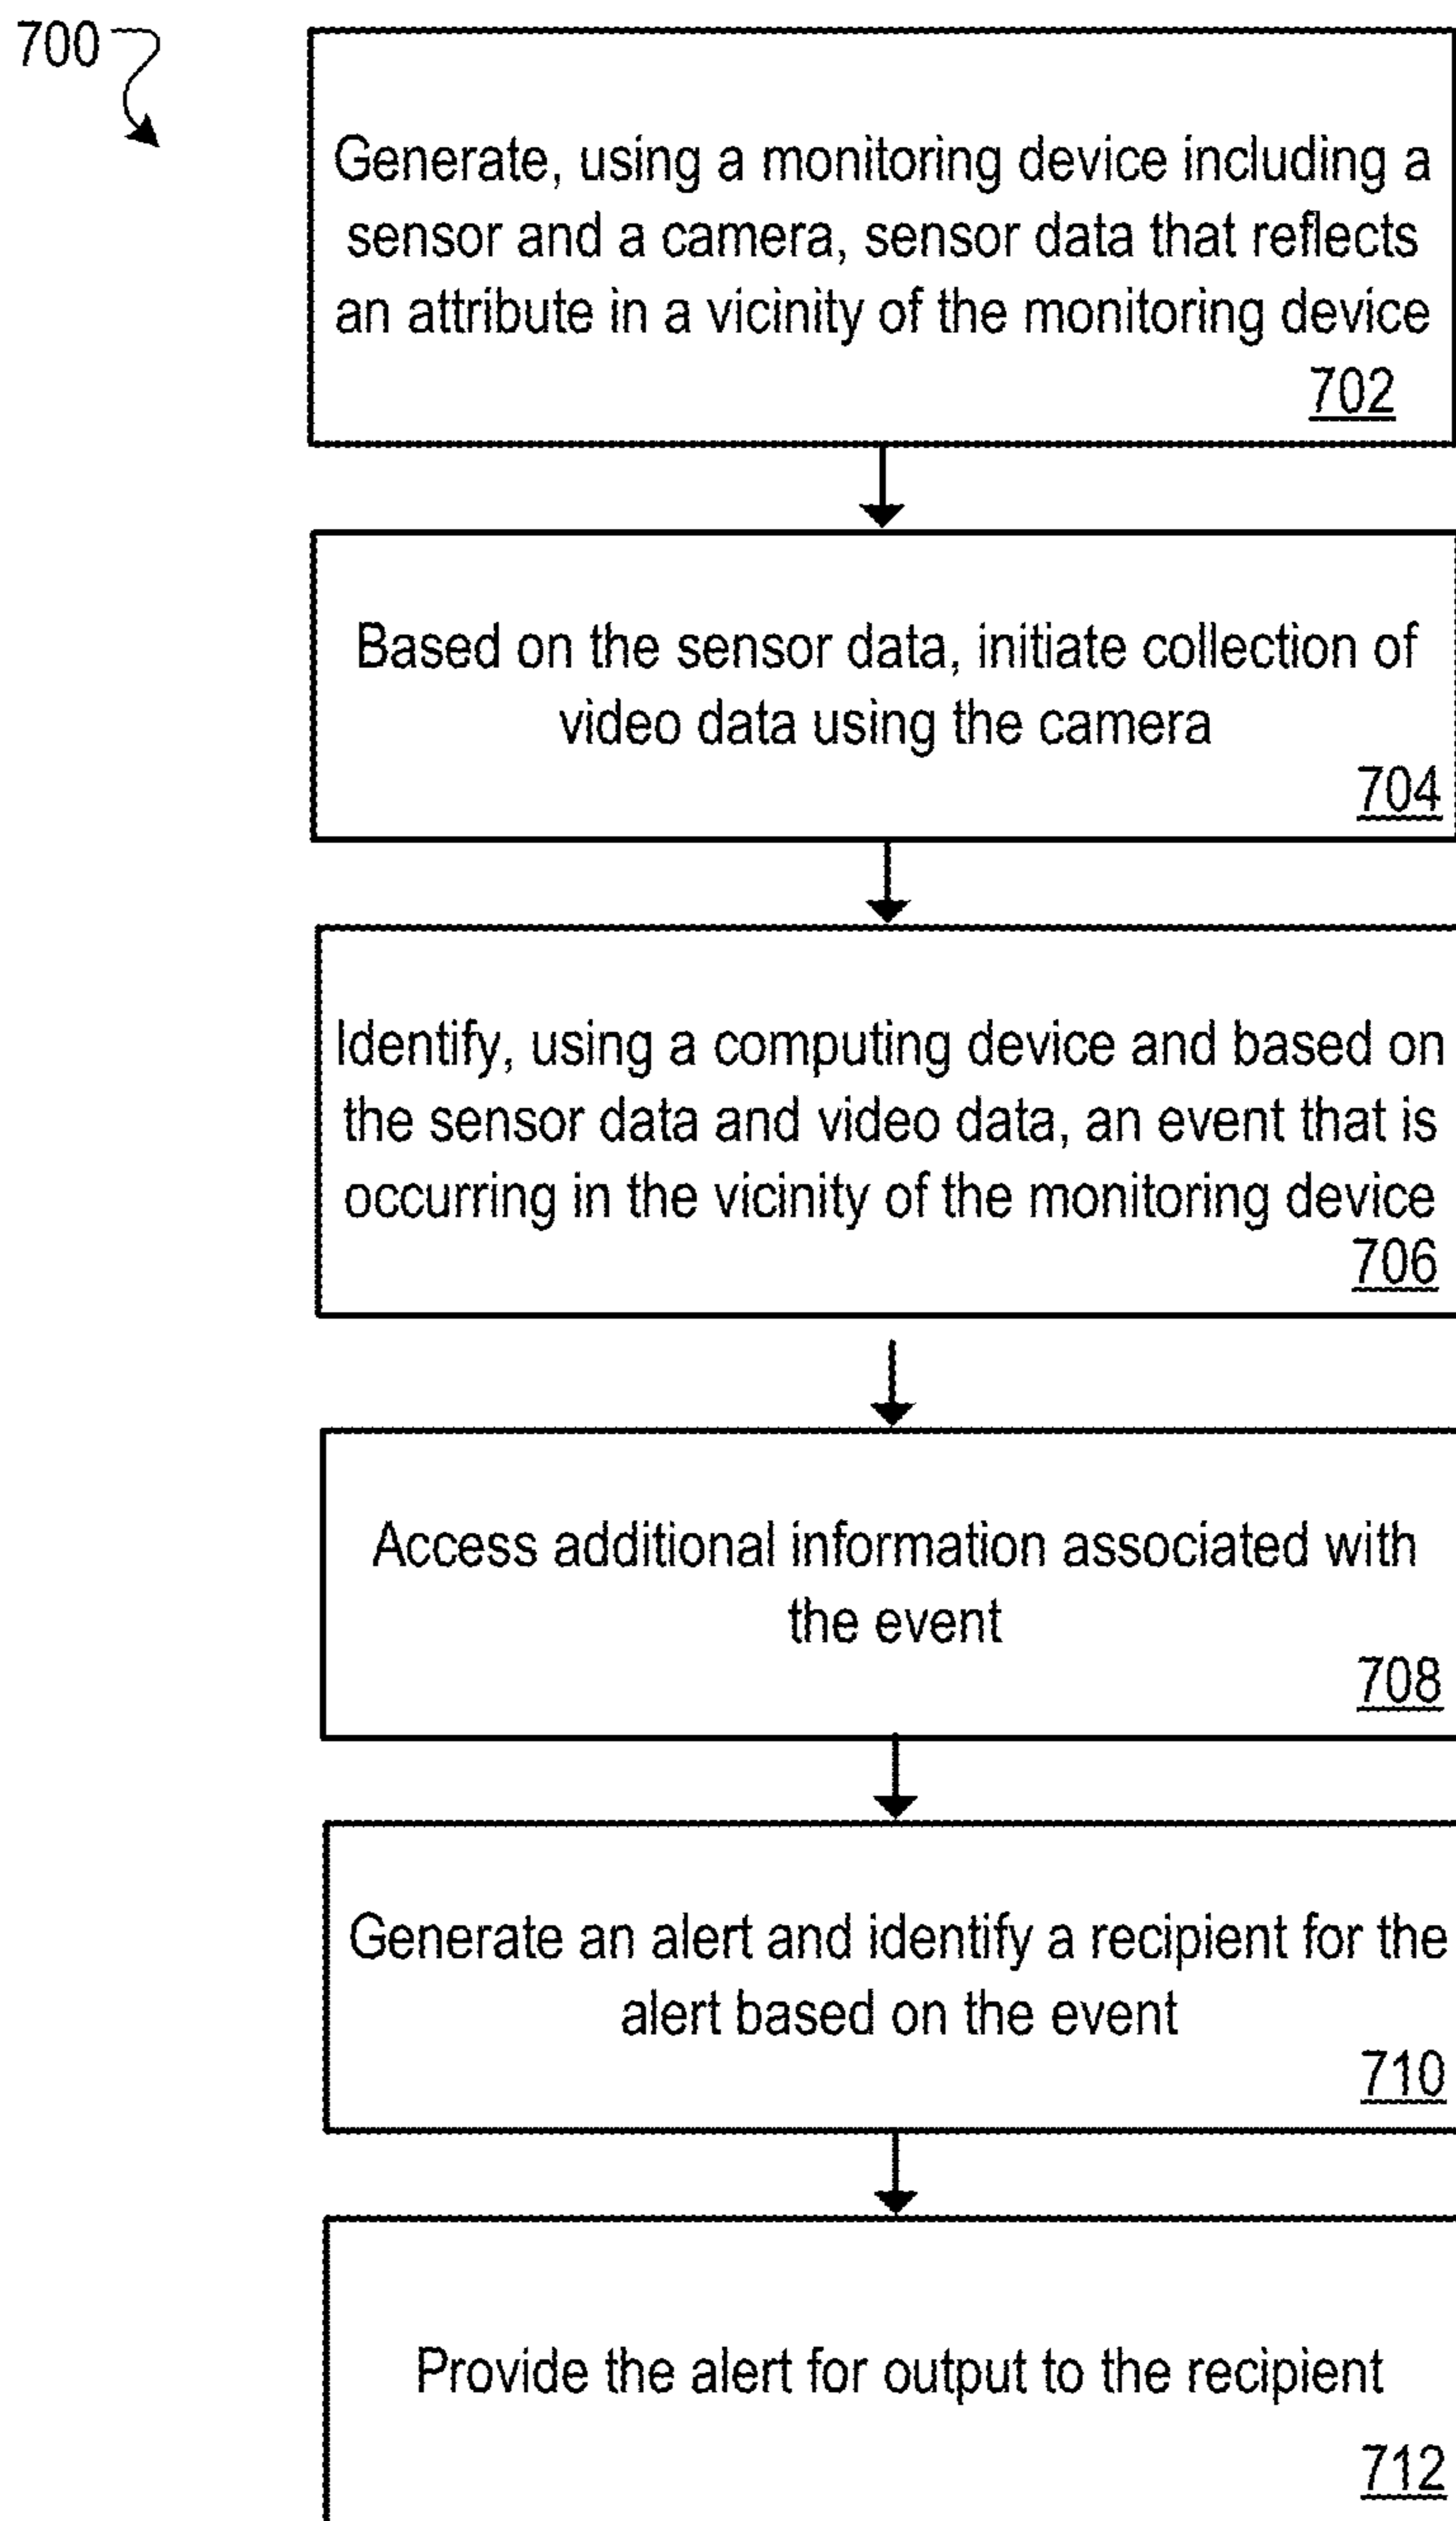 700
Generate, using a monitoring device including a
sensor and a camera, sensor data that reflects
an attribute in a vicinity of the monitoring device
702
Based on the sensor data, initiate collection of
video data using the camera
704
Identify, using a computing device and based on
the sensor data and video data, an event that is
occurring in the vicinity of the monitoring device
706
Access additional information associated with
the event
708
Generate an alert and identify a recipient for the
alert based on the event
710
Provide the alert for output to the recipient
712